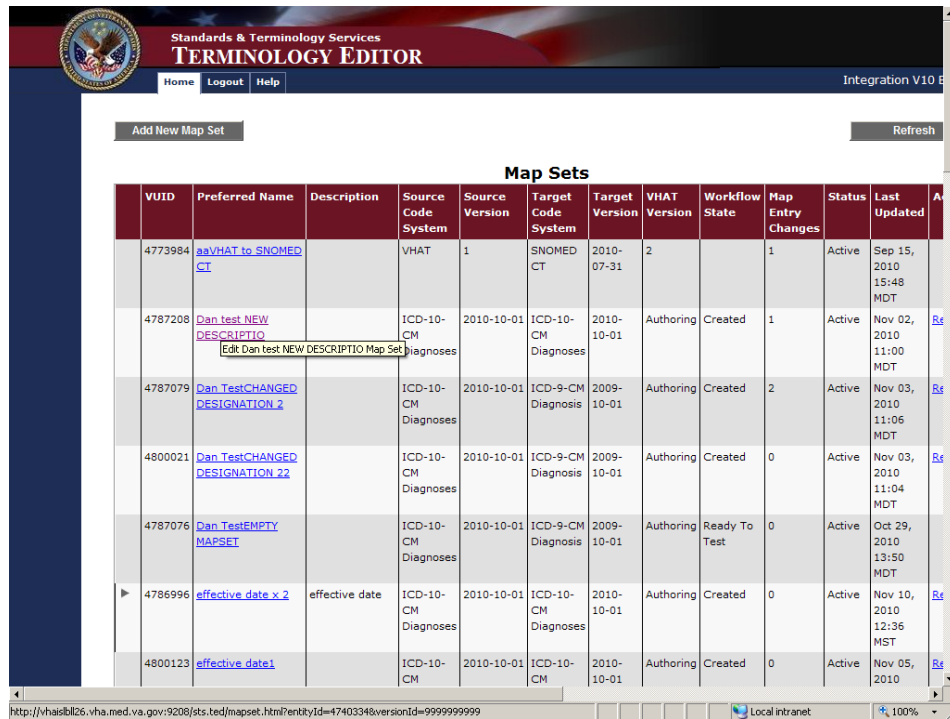 Standards & Terminology Services
TERMINOLOGY EDITOR
Home Logout Help
Integration V10
Add New Map Set
Refresh
Map Sets
VUID Preferred Name Description Source Code System Source Version Target Code System Target Version VHAT Version Workflow State Map Entry Changes Status Last Updated
4773984 aaVHAT to SNOMED CT VHAT 1 SNOMED CT 2010-07-31 2 1 Active Sep 15, 2010 15:48 MDT
4787208 Dan test NEW DESCRIPTIO ICD-10-CM Diagnoses 2010-10-01 ICD-10-CM Diagnoses 2010-10-01 Authoring Created 1 Active Nov 02, 2010 11:00 MDT Re
Edit Dan test NEW DESCRIPTIO Map Set
4787079 Dan TestCHANGED DESIGNATION 2 ICD-10-CM Diagnoses 2010-10-01 ICD-9-CM Diagnosis 2009-10-01 Authoring Created 2 Active Nov 03, 2010 11:06 MDT Re
4800021 Dan TestCHANGED DESIGNATION 22 ICD-10-CM Diagnoses 2010-10-01 ICD-9-CM Diagnosis 2009-10-01 Authoring Created 0 Active Nov 03, 2010 11:04 MDT Re
4787076 Dan TestEMPTY MAPSET ICD-10-CM Diagnoses 2010-10-01 ICD-9-CM Diagnosis 2009-10-01 Authoring Ready To Test 0 Active Oct 29, 2010 13:50 MDT
4786996 effective date x 2 effective date ICD-10-CM Diagnoses 2010-10-01 ICD-10-CM Diagnoses 2010-10-01 Authoring Created 0 Active Nov 10, 2010 12:36 MST Re
4800123 effective date1 ICD-10-CM 2010-10-01 ICD-10-CM 2010-10-01 Authoring Created 0 Active Nov 05, 2010 Re
http://vhaislbll26.vha.med.va.gov:9208/sts.ted/mapset.html?entityId=4740334&versionId=9999999999
Local intranet
100%